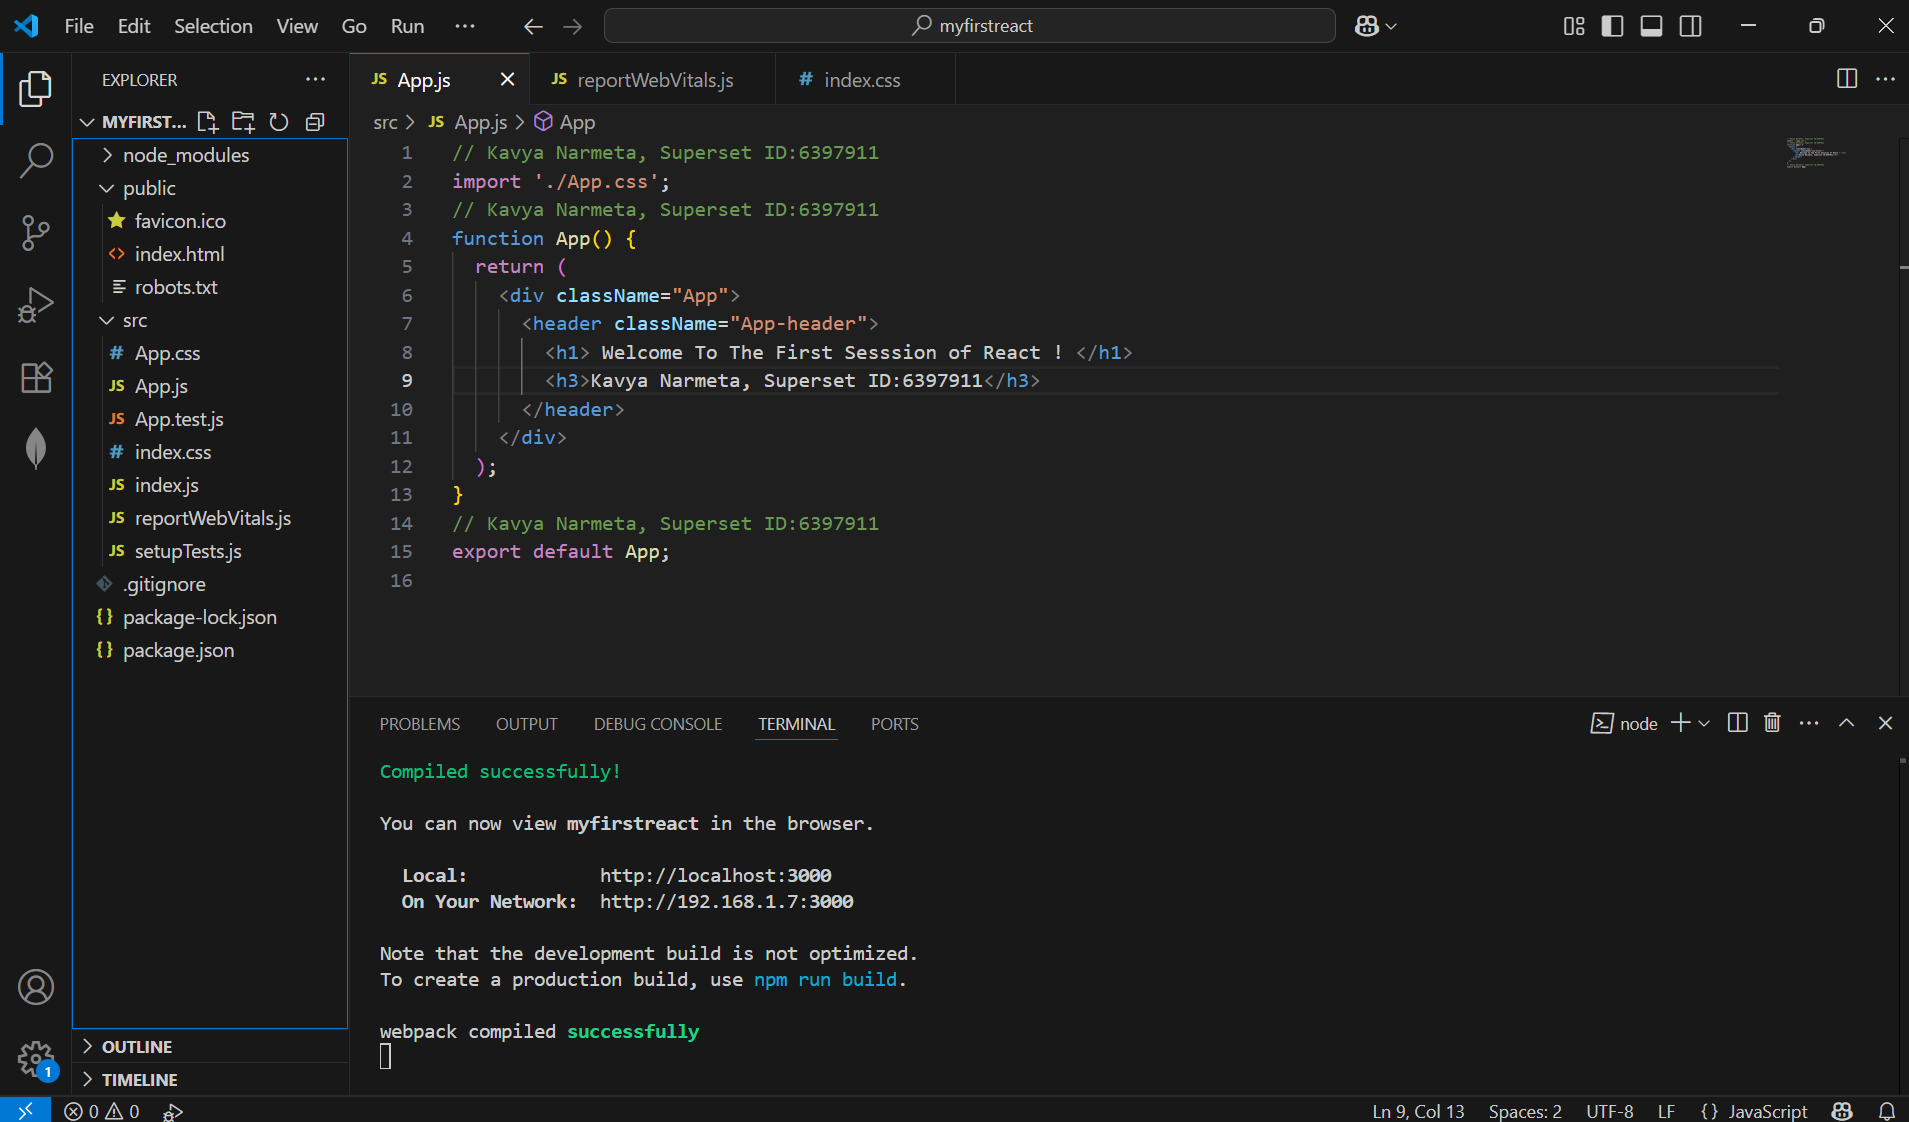 File Edit Selection View Go Run ··· myfirstreact
EXPLORER
MYFIRST...
node_modules
public
favicon.ico
index.html
robots.txt
src
App.css
App.js
App.test.js
index.css
index.js
reportWebVitals.js
setupTests.js
.gitignore
package-lock.json
package.json
OUTLINE
TIMELINE
JS App.js JS reportWebVitals.js # index.css
src > JS App.js > App
1 // Kavya Narmeta, Superset ID:6397911
2 import './App.css';
3 // Kavya Narmeta, Superset ID:6397911
4 function App() {
5 return (
6 <div className="App">
7 <header className="App-header">
8 <h1> Welcome To The First Sesssion of React ! </h1>
9 <h3>Kavya Narmeta, Superset ID:6397911</h3>
10 </header>
11 </div>
12 );
13 }
14 // Kavya Narmeta, Superset ID:6397911
15 export default App;
16
PROBLEMS OUTPUT DEBUG CONSOLE TERMINAL PORTS node
Compiled successfully!
You can now view myfirstreact in the browser.
Local: http://localhost:3000
On Your Network: http://192.168.1.7:3000
Note that the development build is not optimized.
To create a production build, use npm run build.
webpack compiled successfully
1
0 0 Ln 9, Col 13 Spaces: 2 UTF-8 LF {} JavaScript